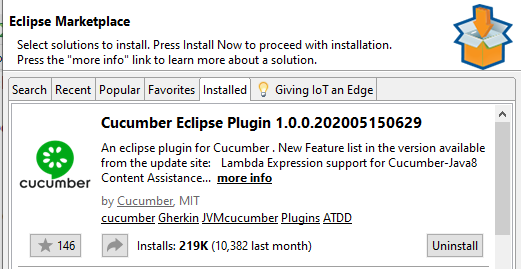 Eclipse Marketplace
Select solutions to install. Press Install Now to proceed with installation.
Press the "more info" link to learn more about a solution.
Search Recent Popular Favorites Installed Giving IoT an Edge
Cucumber Eclipse Plugin 1.0.0.202005150629
An eclipse plugin for Cucumber . New Feature list in the version available
from the update site: Lambda Expression support for Cucumber-Java8
Content Assistance... more info
cucumber
by Cucumber, MIT
cucumber Gherkin JVMcucumber Plugins ATDD
146 Installs: 219K (10,382 last month) Uninstall